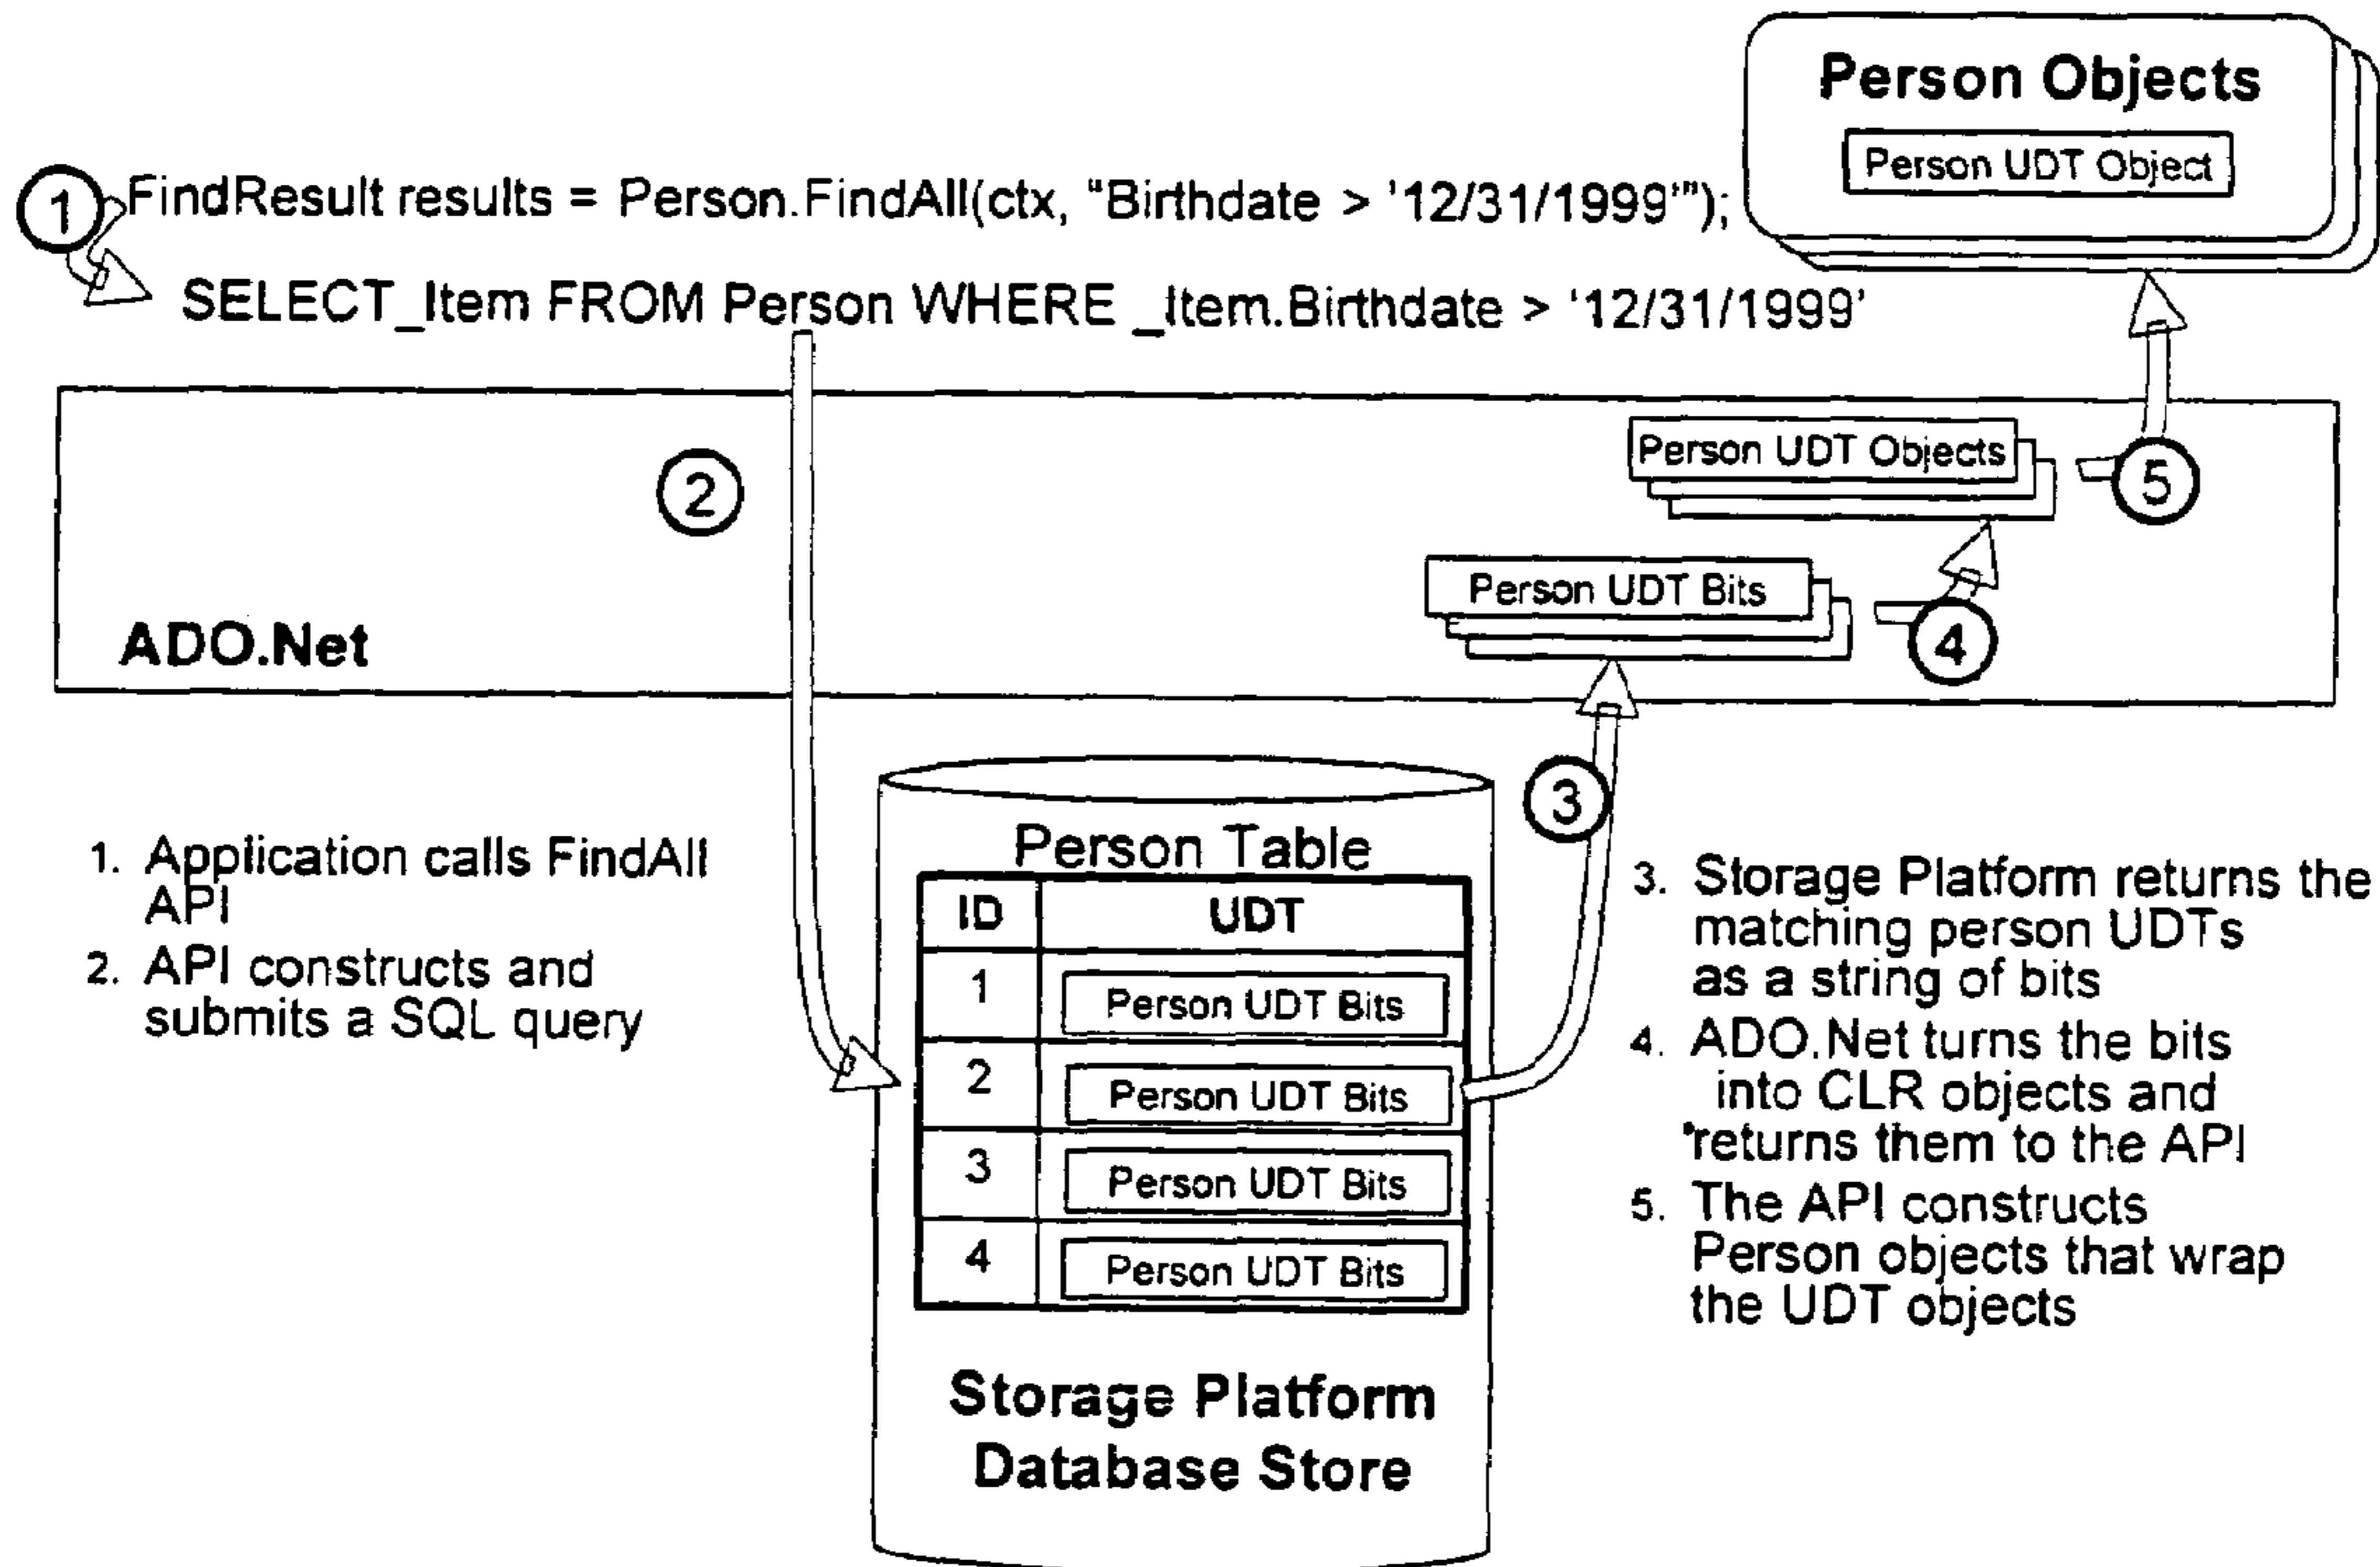 Person Objects
Person UDT Object
1 FindResult results = Person.FindAll(ctx, "Birthdate > '12/31/1999'");
SELECT_Item FROM Person WHERE _Item.Birthdate > '12/31/1999'
Person UDT Objects
2
5
Person UDT Bits
4
ADO.Net
3
1. Application calls FindAll
API
2. API constructs and
submits a SQL query
Person Table
ID UDT
1 Person UDT Bits
2 Person UDT Bits
3 Person UDT Bits
4 Person UDT Bits
Storage Platform
Database Store
3. Storage Platform returns the
matching person UDTs
as a string of bits
4. ADO.Net turns the bits
into CLR objects and
returns them to the API
5. The API constructs
Person objects that wrap
the UDT objects